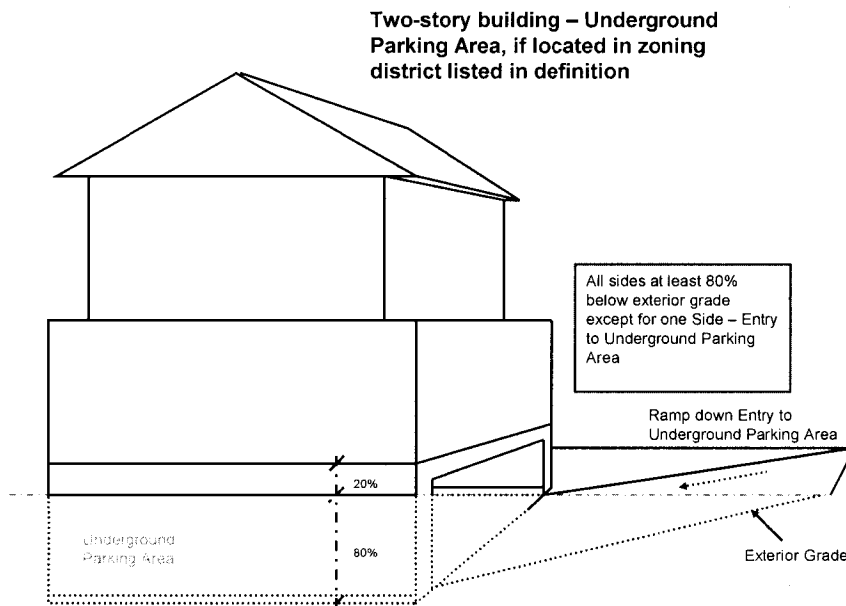 Two-story building – Underground
Parking Area, if located in zoning
district listed in definition
All sides at least 80%
below exterior grade
except for one Side – Entry
to Underground Parking
Area
Ramp down Entry to
Underground Parking Area
20%
Underground
Parking Area
80%
Exterior Grade